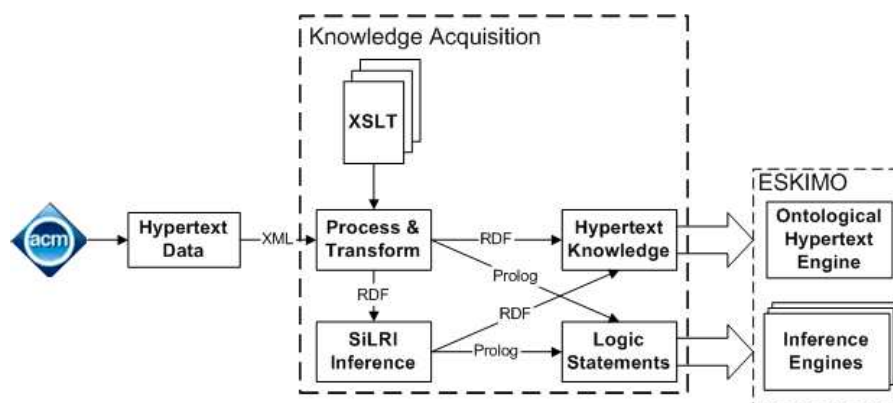 Knowledge Acquisition
XSLT
ESKIMO
acm
Hypertext
Data
XML
Process &
Transform
RDF
Hypertext
Knowledge
Ontological
Hypertext
Engine
Prolog
RDF
RDF
SiLRI
Inference
Prolog
Logic
Statements
Inference
Engines